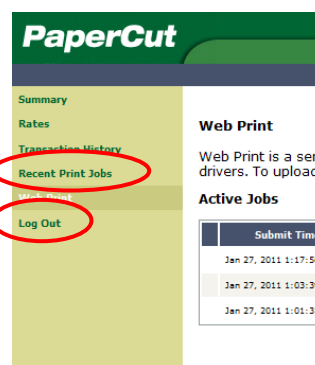 PaperCut
Summary
Rates
Transaction History
Recent Print Jobs
Web Print
Log Out
Web Print
Web Print is a ser
drivers. To upload
Active Jobs
Submit Time
Jan 27, 2011 1:17:5
Jan 27, 2011 1:03:3
Jan 27, 2011 1:01:3